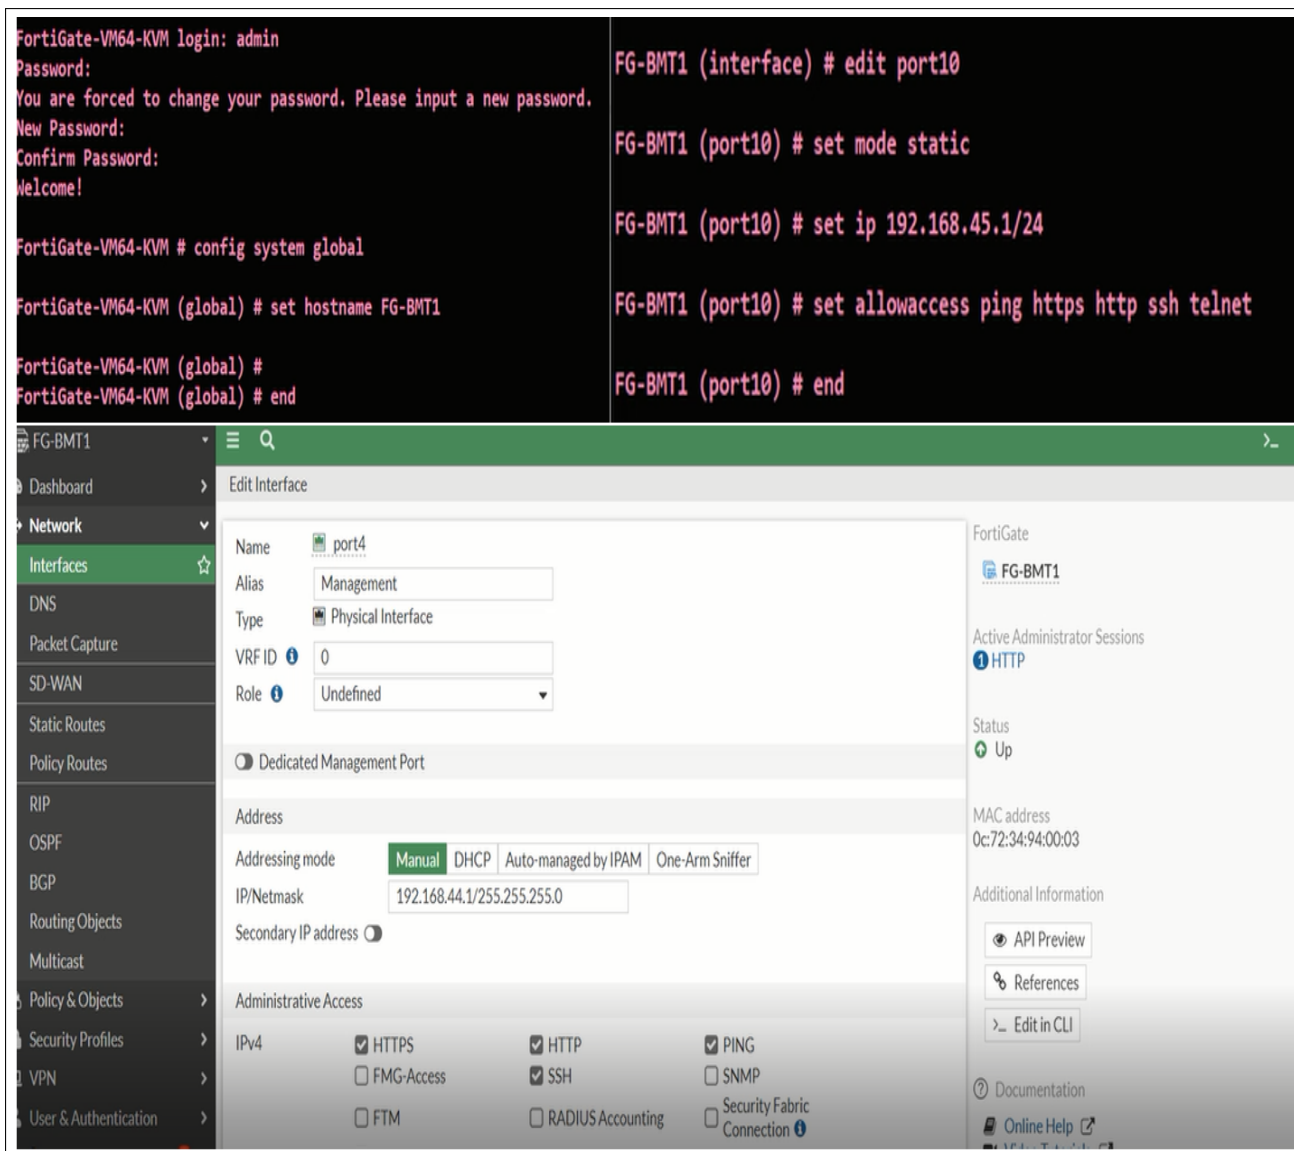 FortiGate-VM64-KVM login: admin
Password:
You are forced to change your password. Please input a new password.
New Password:
Confirm Password:
Welcome!
FortiGate-VM64-KVM # config system global
FortiGate-VM64-KVM (global) # set hostname FG-BMT1
FortiGate-VM64-KVM (global) #
FortiGate-VM64-KVM (global) # end
FG-BMT1 (interface) # edit port10
FG-BMT1 (port10) # set mode static
FG-BMT1 (port10) # set ip 192.168.45.1/24
FG-BMT1 (port10) # set allowaccess ping https http ssh telnet
FG-BMT1 (port10) # end
FG-BMT1
Dashboard
Network
Interfaces
DNS
Packet Capture
SD-WAN
Static Routes
Policy Routes
RIP
OSPF
BGP
Routing Objects
Multicast
Policy & Objects
Security Profiles
VPN
User & Authentication
Edit Interface
Name port4
Alias Management
Type Physical Interface
VRF ID 0
Role Undefined
Dedicated Management Port
Address
Addressing mode Manual DHCP Auto-managed by IPAM One-Arm Sniffer
IP/Netmask 192.168.44.1/255.255.255.0
Secondary IP address
Administrative Access
IPv4 HTTPS HTTP PING
FMG-Access SSH SNMP
FTM RADIUS Accounting Security Fabric
Connection
FortiGate
FG-BMT1
Active Administrator Sessions
1 HTTP
Status
Up
MAC address
0c:72:34:94:00:03
Additional Information
API Preview
References
>_ Edit in CLI
Documentation
Online Help
Video Tutorials